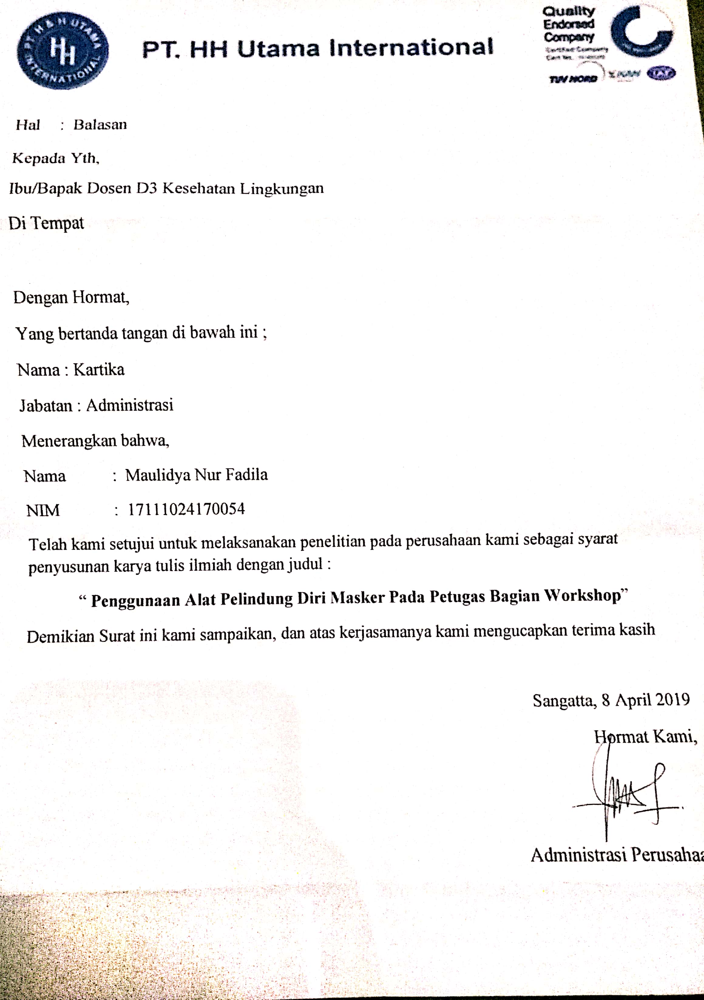 PT. H & H UTAMA INTERNATIONAL
HH
PT. HH Utama International
Quality
Endorsed
Company
Certified Company
TUV NORD
KAN
IAF
Hal : Balasan
Kepada Yth,
Ibu/Bapak Dosen D3 Kesehatan Lingkungan
Di Tempat
Dengan Hormat,
Yang bertanda tangan di bawah ini ;
Nama : Kartika
Jabatan : Administrasi
Menerangkan bahwa,
Nama : Maulidya Nur Fadila
NIM : 17111024170054
Telah kami setujui untuk melaksanakan penelitian pada perusahaan kami sebagai syarat
penyusunan karya tulis ilmiah dengan judul :
“ Penggunaan Alat Pelindung Diri Masker Pada Petugas Bagian Workshop”
Demikian Surat ini kami sampaikan, dan atas kerjasamanya kami mengucapkan terima kasih
Sangatta, 8 April 2019
Hormat Kami,
Administrasi Perusahaa